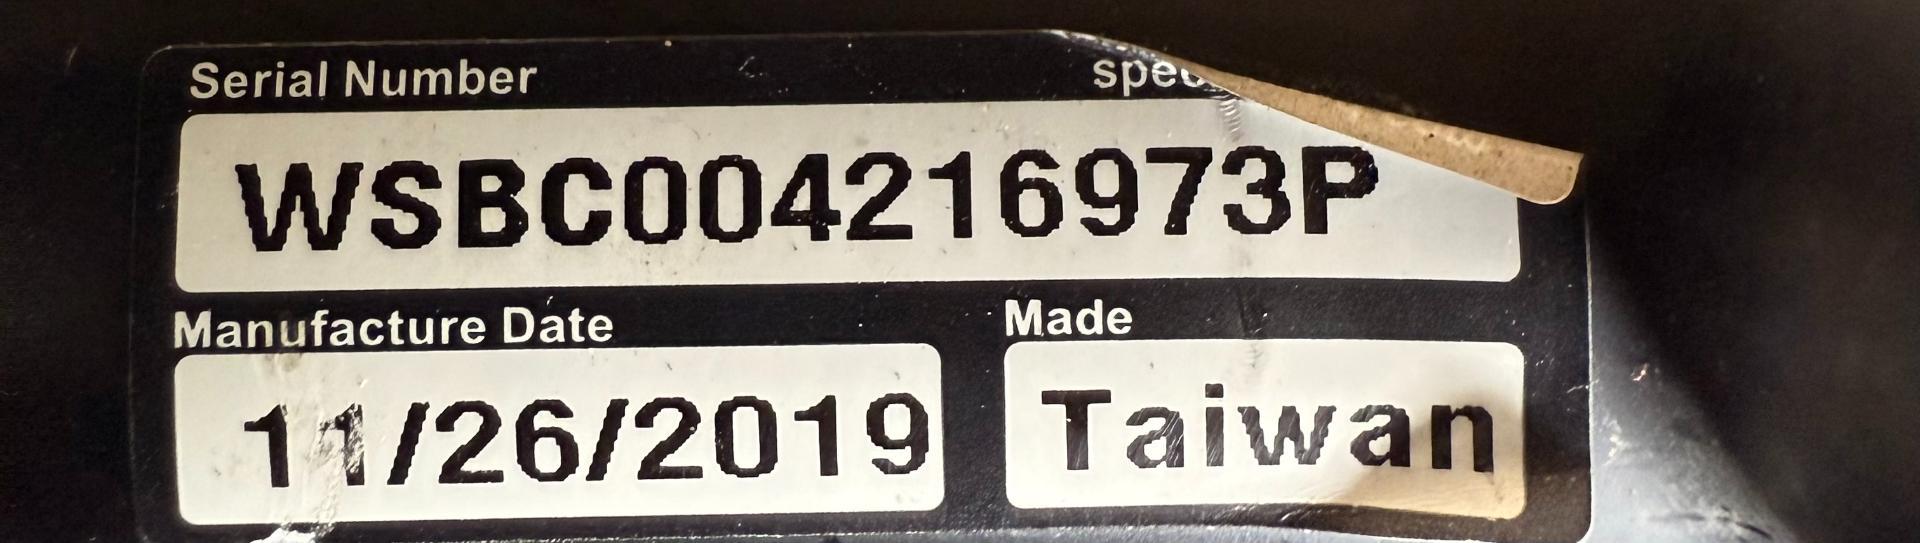 Serial Number
WSBC004216973P
Manufacture Date
Made
11/26/2019
Taiwan